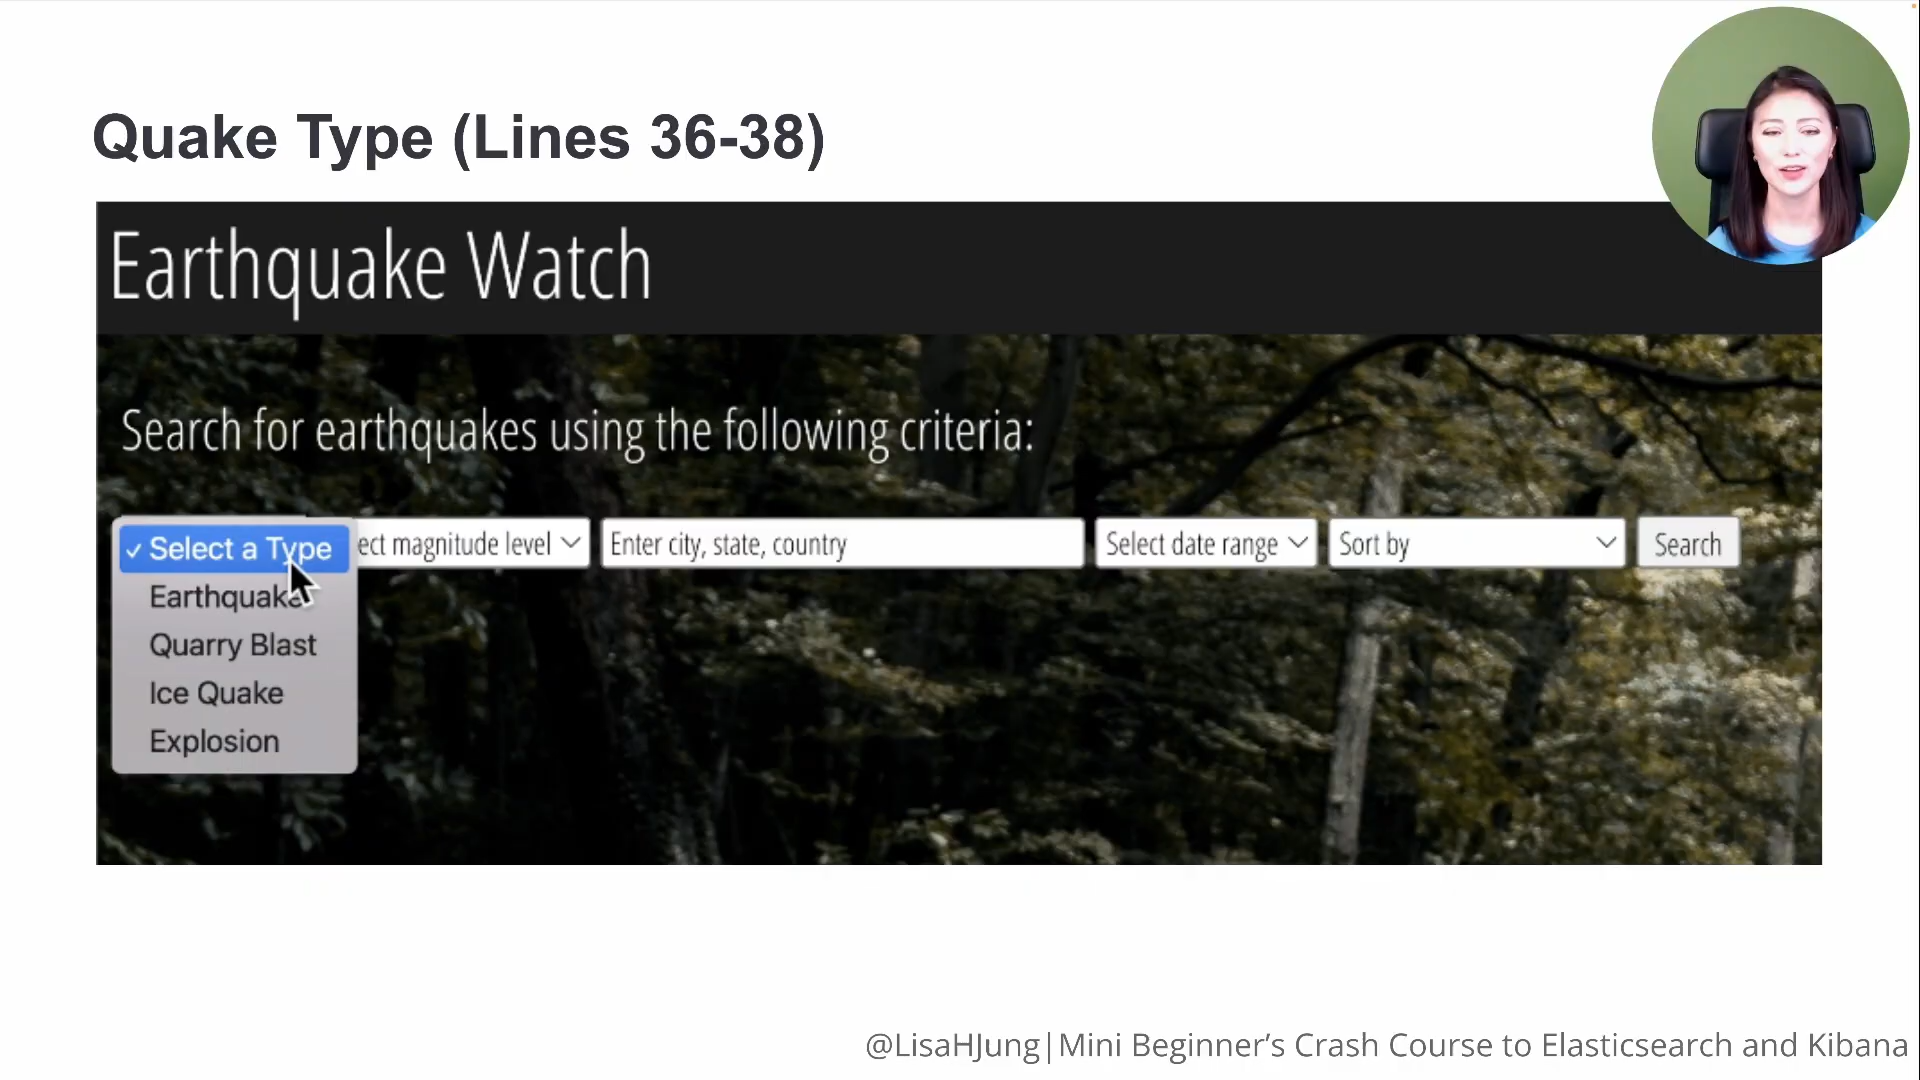 Quake Type (Lines 36-38)
Earthquake Watch
Search for earthquakes using the following criteria:
✓ Select a Type
ect magnitude level
Enter city, state, country
Select date range
Sort by
Search
Earthquake
Quarry Blast
Ice Quake
Explosion
@LisaHJung|Mini Beginner’s Crash Course to Elasticsearch and Kibana